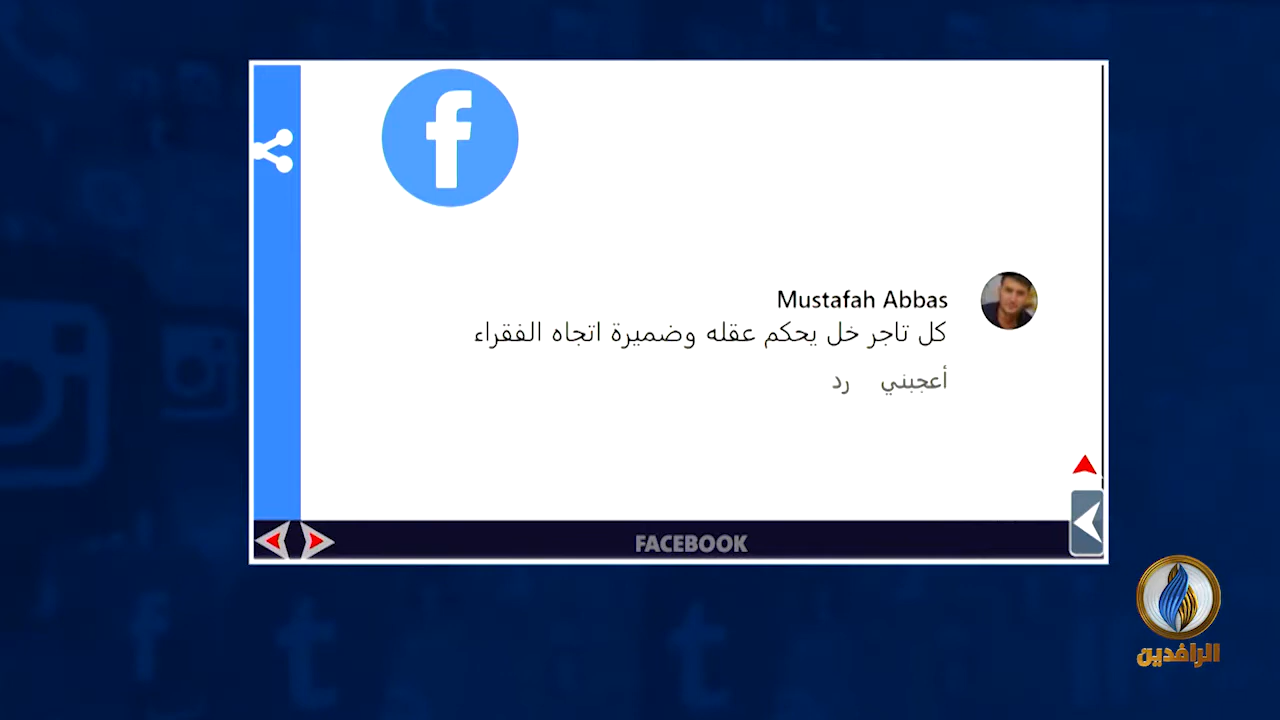 Mustafah Abbas
كل تاجر خل يحكم عقله وضميرة اتجاه الفقراء
أعجبني رد
FACEBOOK
الرافدين